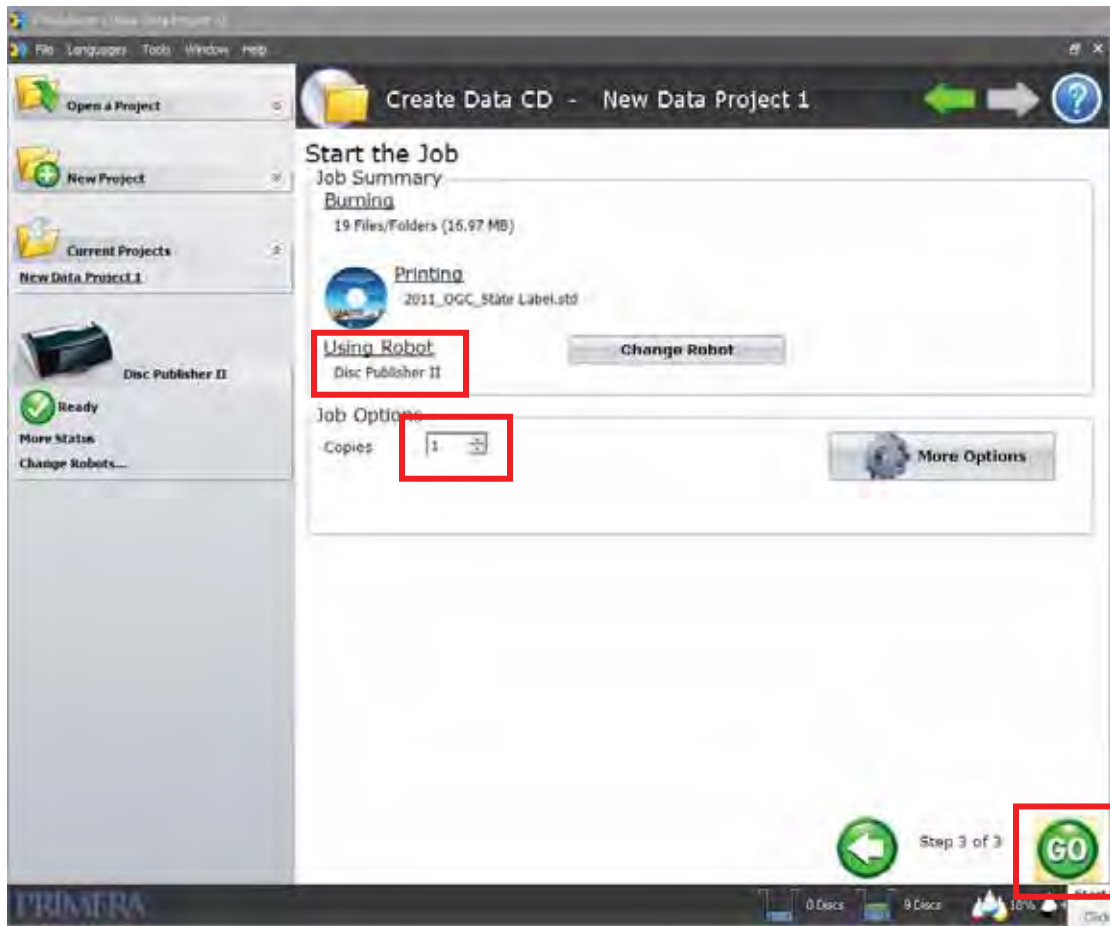 File Languages Tools Window Help
Open a Project
New Project
Current Projects
New Data Project 1
Disc Publisher II
Ready
More Status
Change Robots...
Create Data CD - New Data Project 1
Start the Job
Job Summary
Burning
19 Files/Folders (16.97 MB)
Printing
2011_OGC_State Label.std
Using Robot
Disc Publisher II
Change Robot
Job Options
Copies 1
More Options
Step 3 of 3
GO
PRIMERA
0 Discs
9 Discs